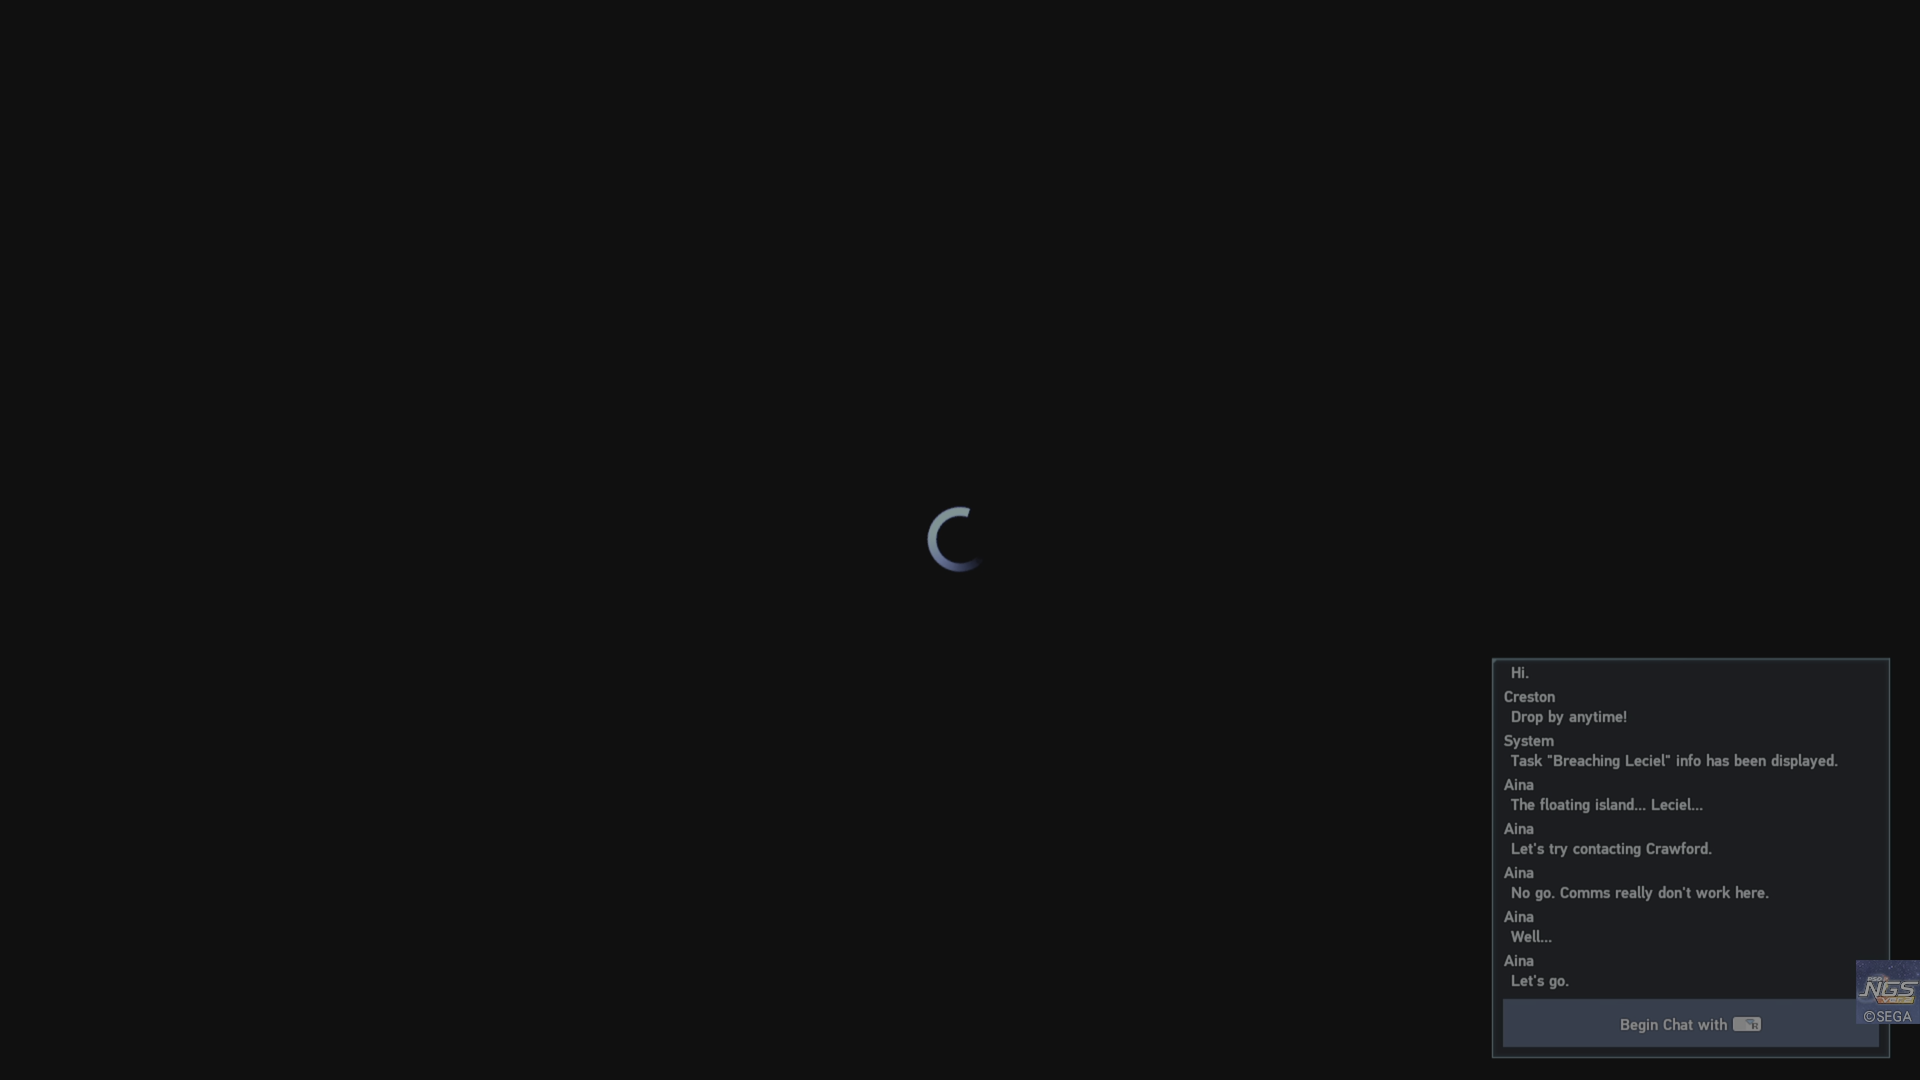 Hi.
Creston
Drop by anytime!
System
Task "Breaching Leciel" info has been displayed.
Aina
The floating island... Leciel...
Aina
Let's try contacting Crawford.
Aina
No go. Comms really don't work here.
Aina
Well...
Aina
Let's go.
Begin Chat with
NGS
©SEGA